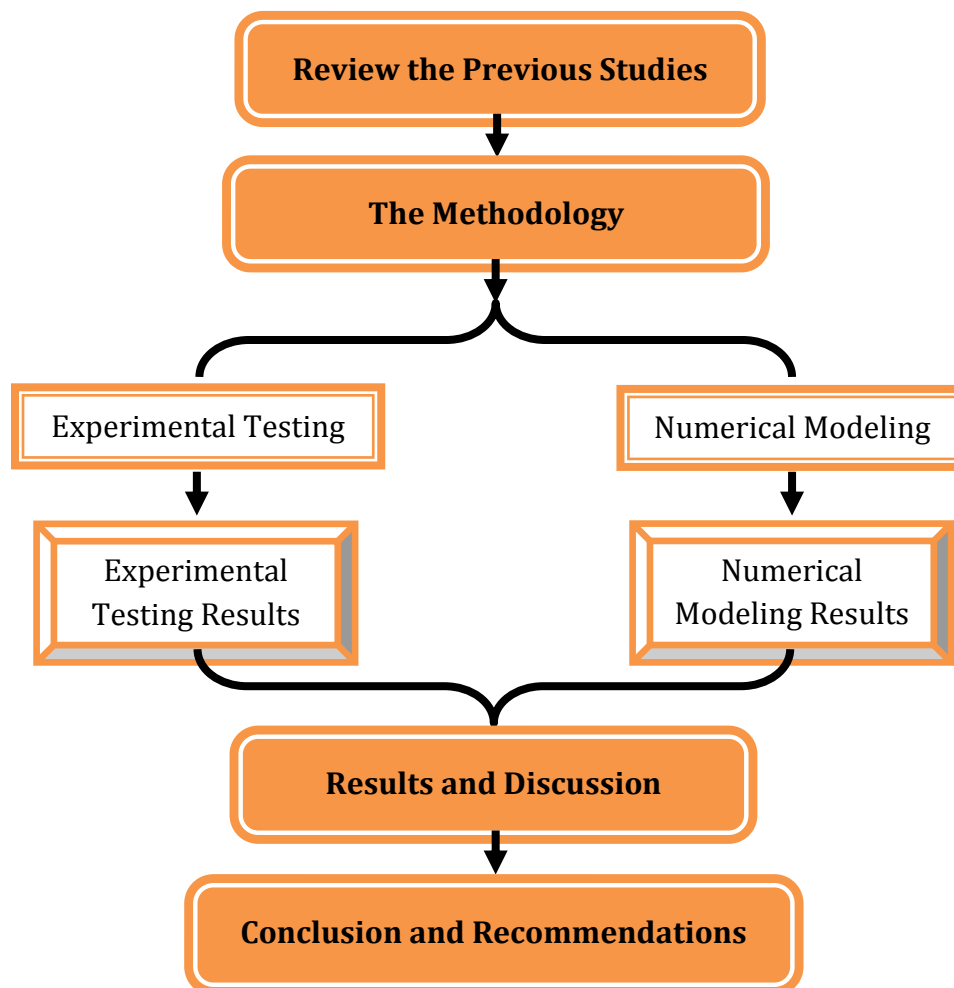 Review the Previous Studies
The Methodology
Experimental Testing
Numerical Modeling
Experimental
Testing Results
Numerical
Modeling Results
Results and Discussion
Conclusion and Recommendations